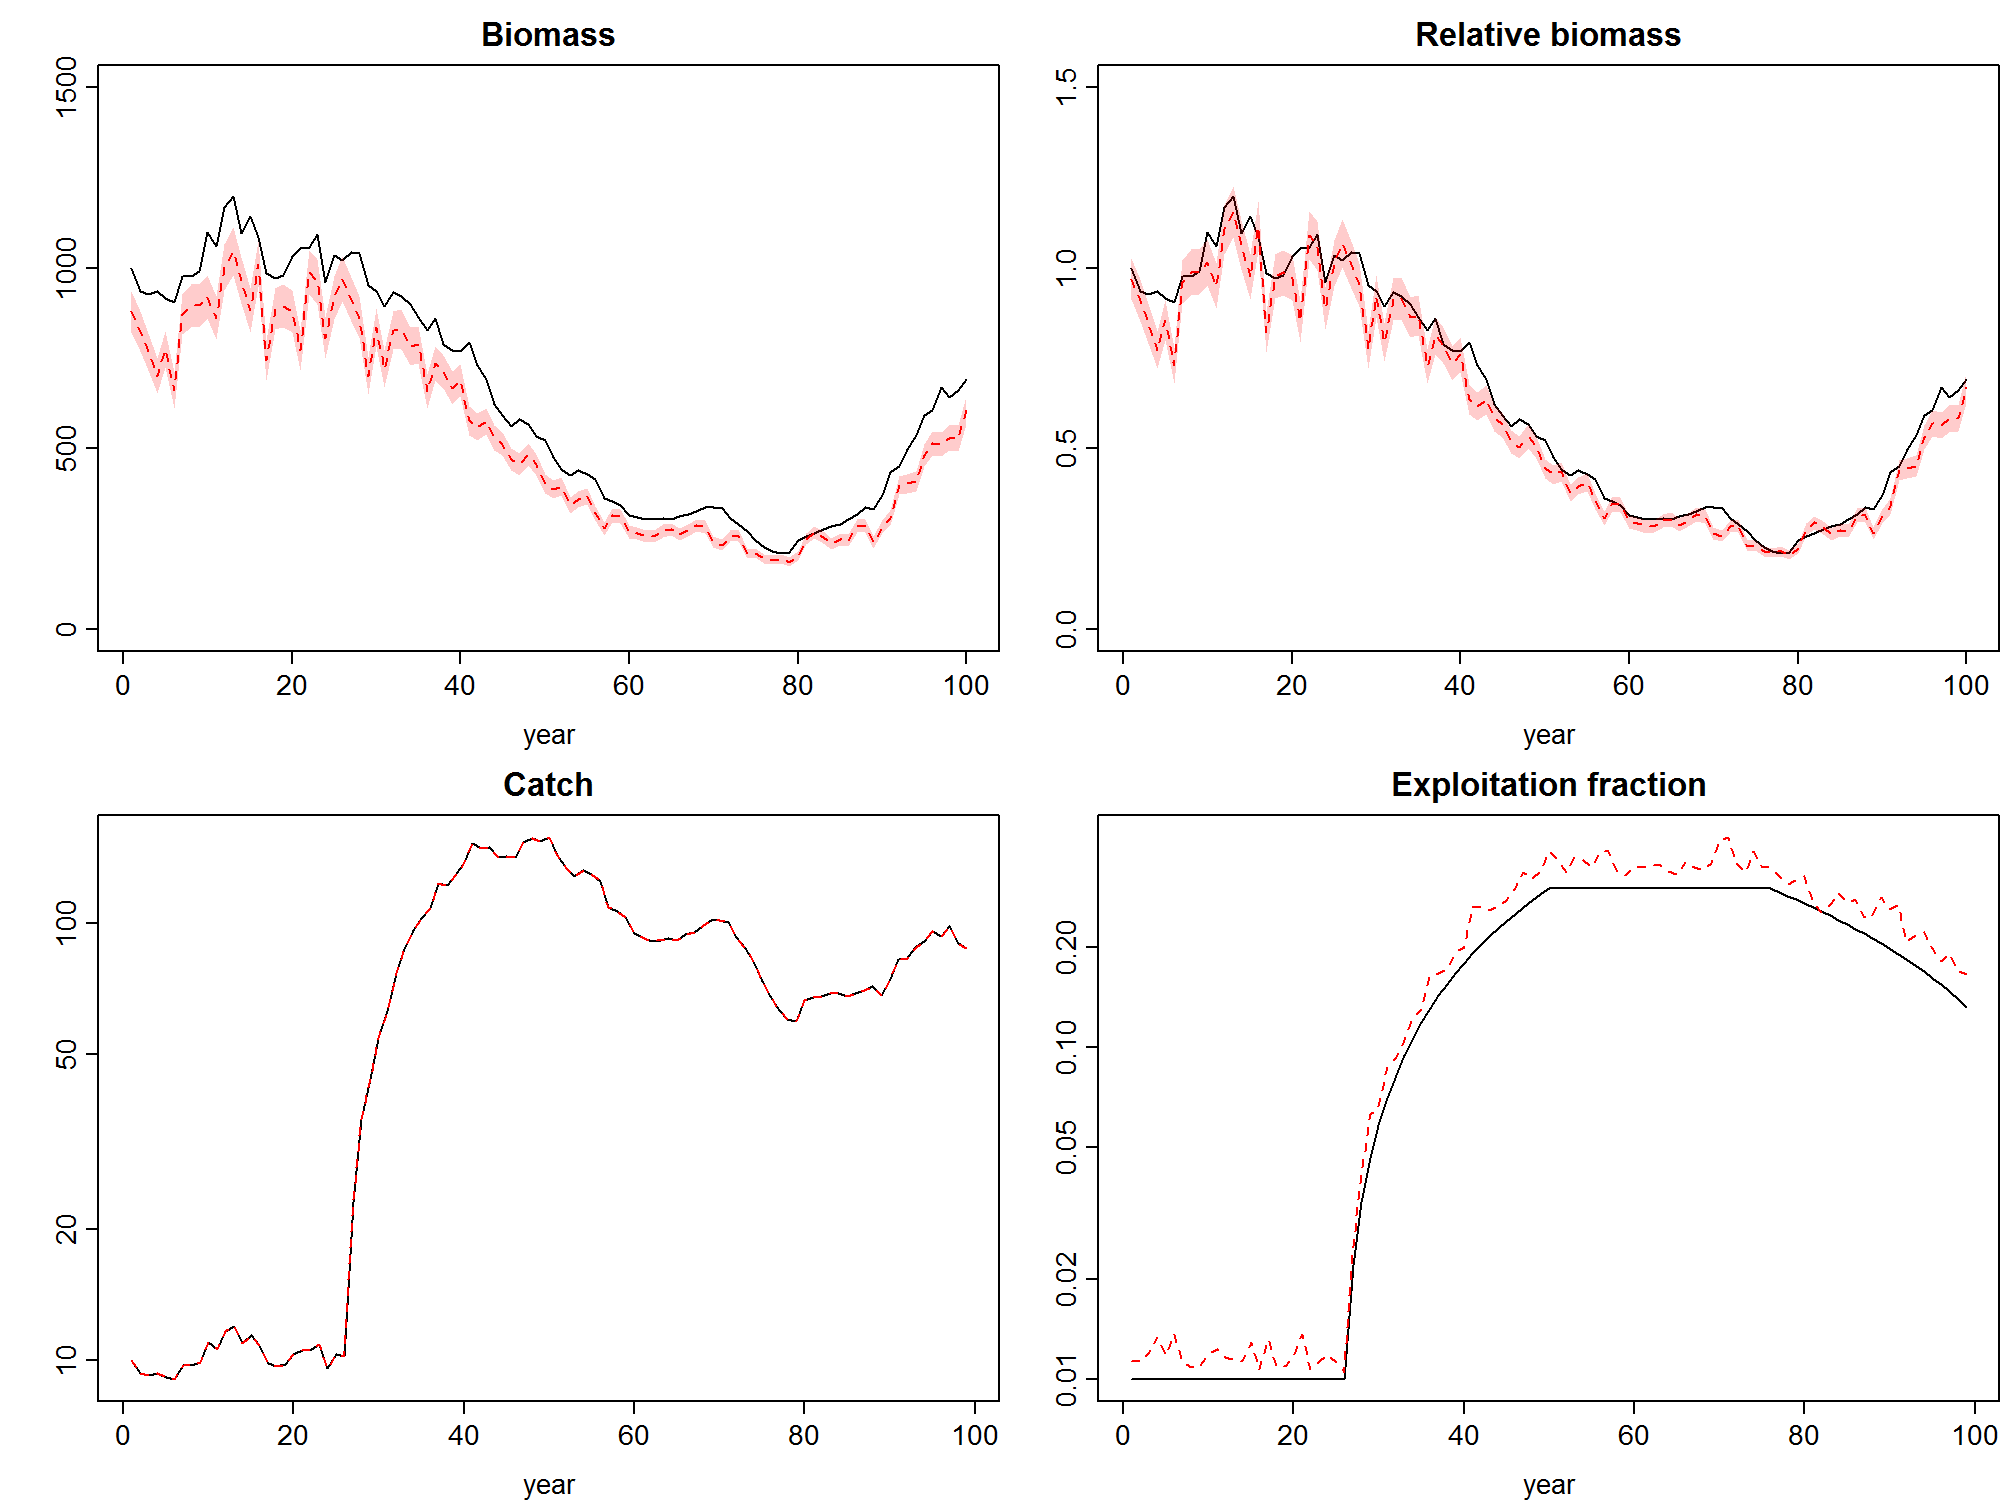 Biomass
1500
1000
500
0
0 20 40 60 80 100
year
Relative biomass
1.5
1.0
0.5
0.0
0 20 40 60 80 100
year
Catch
100
50
20
10
0 20 40 60 80 100
year
Exploitation fraction
0.20
0.10
0.05
0.02
0.01
0 20 40 60 80 100
year